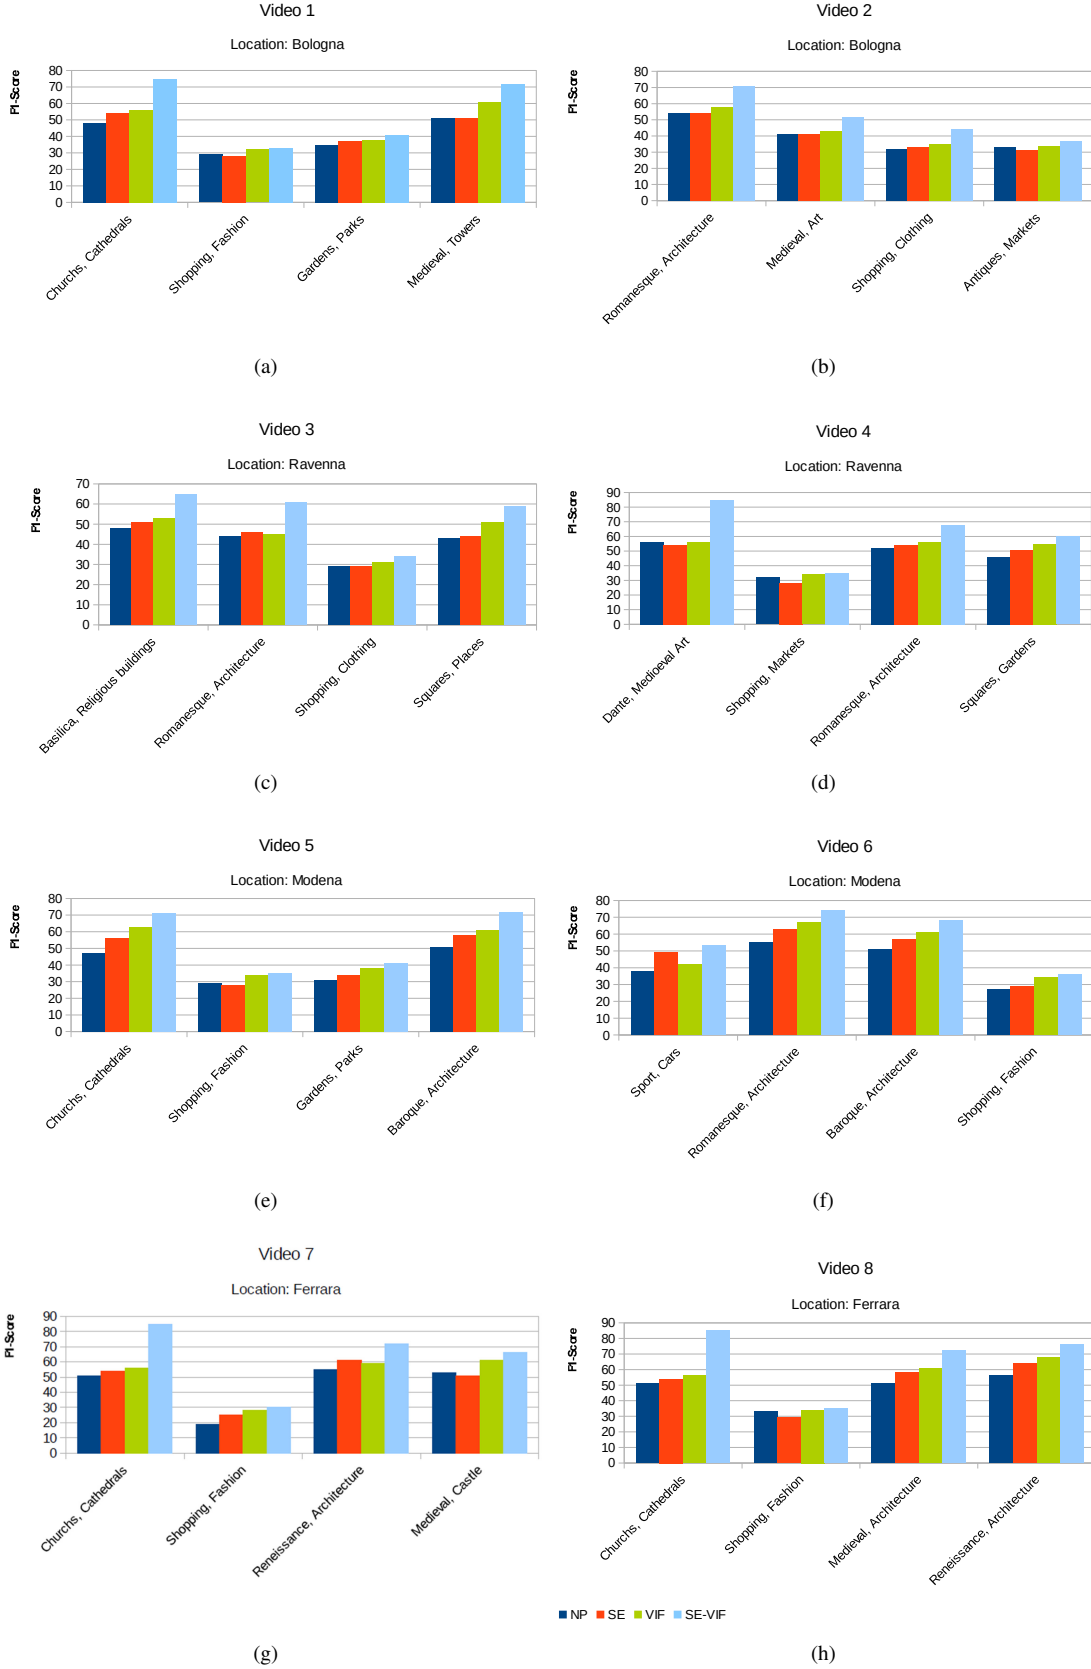 Video 1
Location: Bologna
PI-Score
80
70
60
50
40
30
20
10
0
Churchs, Cathedrals
Shopping, Fashion
Gardens, Parks
Medieval, Towers
(a)
Video 2
Location: Bologna
PI-Score
80
70
60
50
40
30
20
10
0
Romanesque, Architecture
Medieval, Art
Shopping, Clothing
Antiques, Markets
(b)
Video 3
Location: Ravenna
PI-Score
70
60
50
40
30
20
10
0
Basilica, Religious buildings
Romanesque, Architecture
Shopping, Clothing
Squares, Places
(c)
Video 4
Location: Ravenna
PI-Score
90
80
70
60
50
40
30
20
10
0
Dante, Medioeval Art
Shopping, Markets
Romanesque, Architecture
Squares, Gardens
(d)
Video 5
Location: Modena
PI-Score
80
70
60
50
40
30
20
10
0
Churchs, Cathedrals
Shopping, Fashion
Gardens, Parks
Baroque, Architecture
(e)
Video 6
Location: Modena
PI-Score
80
70
60
50
40
30
20
10
0
Sport, Cars
Romanesque, Architecture
Baroque, Architecture
Shopping, Fashion
(f)
Video 7
Location: Ferrara
PI-Score
90
80
70
60
50
40
30
20
10
0
Churchs, Cathedrals
Shopping, Fashion
Reneissance, Architecture
Medieval, Castle
(g)
Video 8
Location: Ferrara
PI-Score
90
80
70
60
50
40
30
20
10
0
Churchs, Cathedrals
Shopping, Fashion
Medieval, Architecture
Reneissance, Architecture
NP SE VIF SE-VIF
(h)